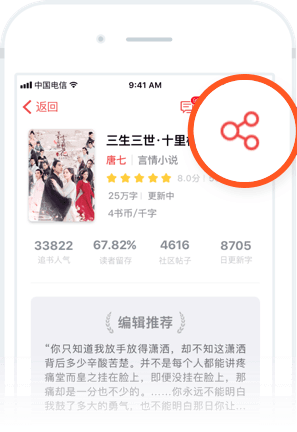 中国电信 9:41 AM
返回
三生三世·十里
唐七 言情小说
8.0分
25万字 更新中
4书币/千字
33822 67.82% 4616 8705
追书人气 读者留存 社区帖子 日更新字
编辑推荐
“你只知道我放手放得潇洒，却不知这潇洒
背后多少辛酸苦楚。并不是每个人都能讲疼
痛堂而皇之挂在脸上，即便没挂在脸上，那
痛却是一分也不少的。……你永远不能明白
我鼓了多大的勇气，也不能明白那日你让…